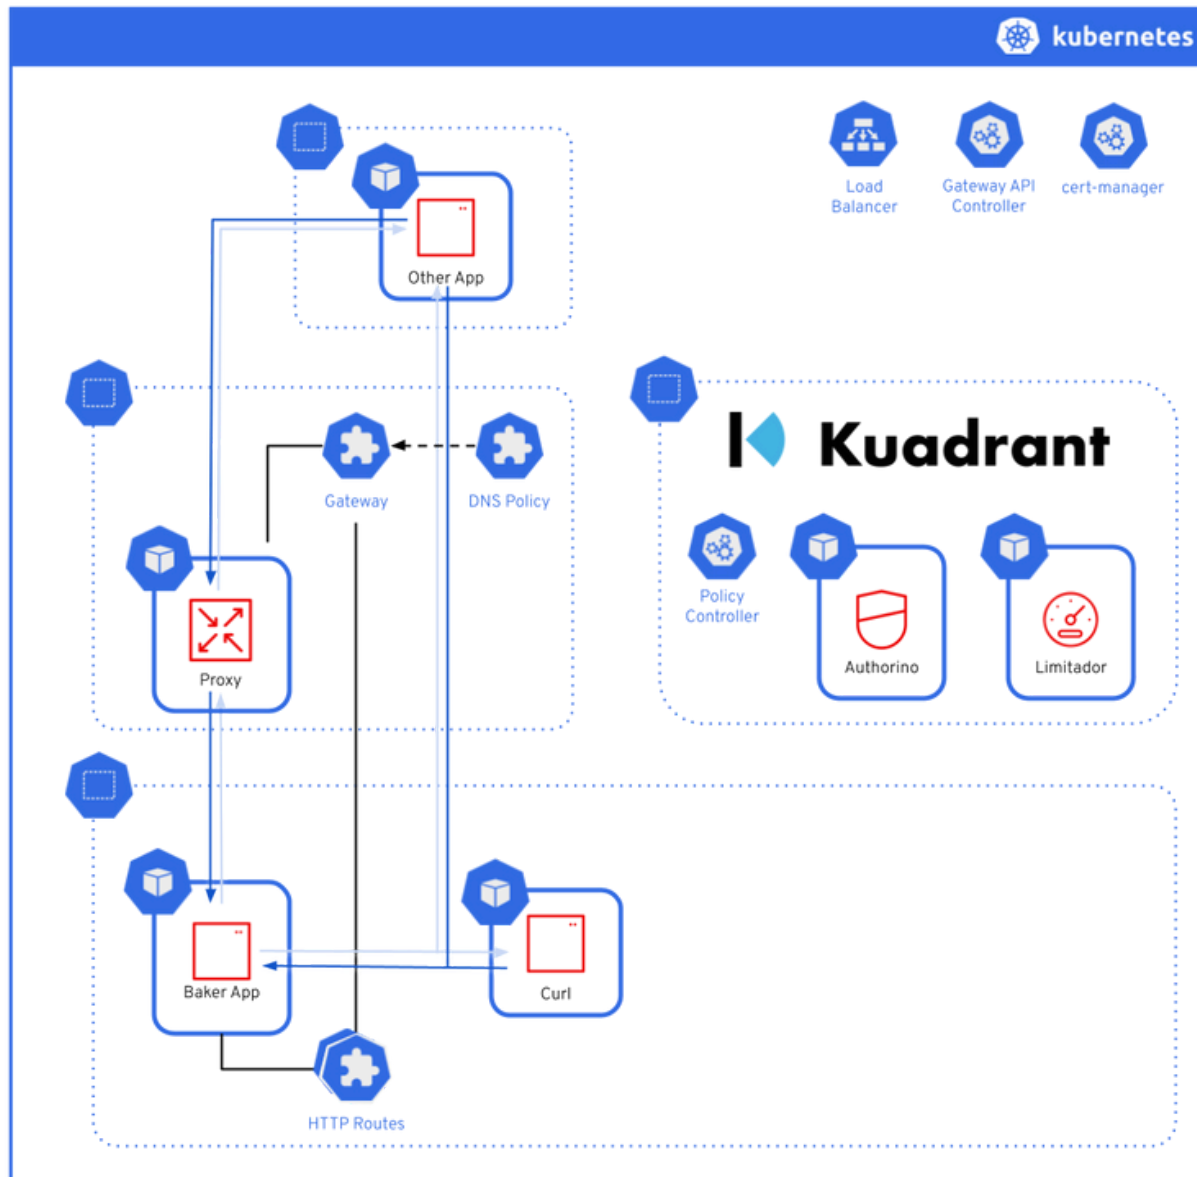 kubernetes
Load
Balancer
Gateway API
Controller
cert-manager
Other App
Gateway
DNS Policy
Kuadrant
Policy
Controller
Authorino
Limitador
Proxy
Baker App
Curl
HTTP Routes